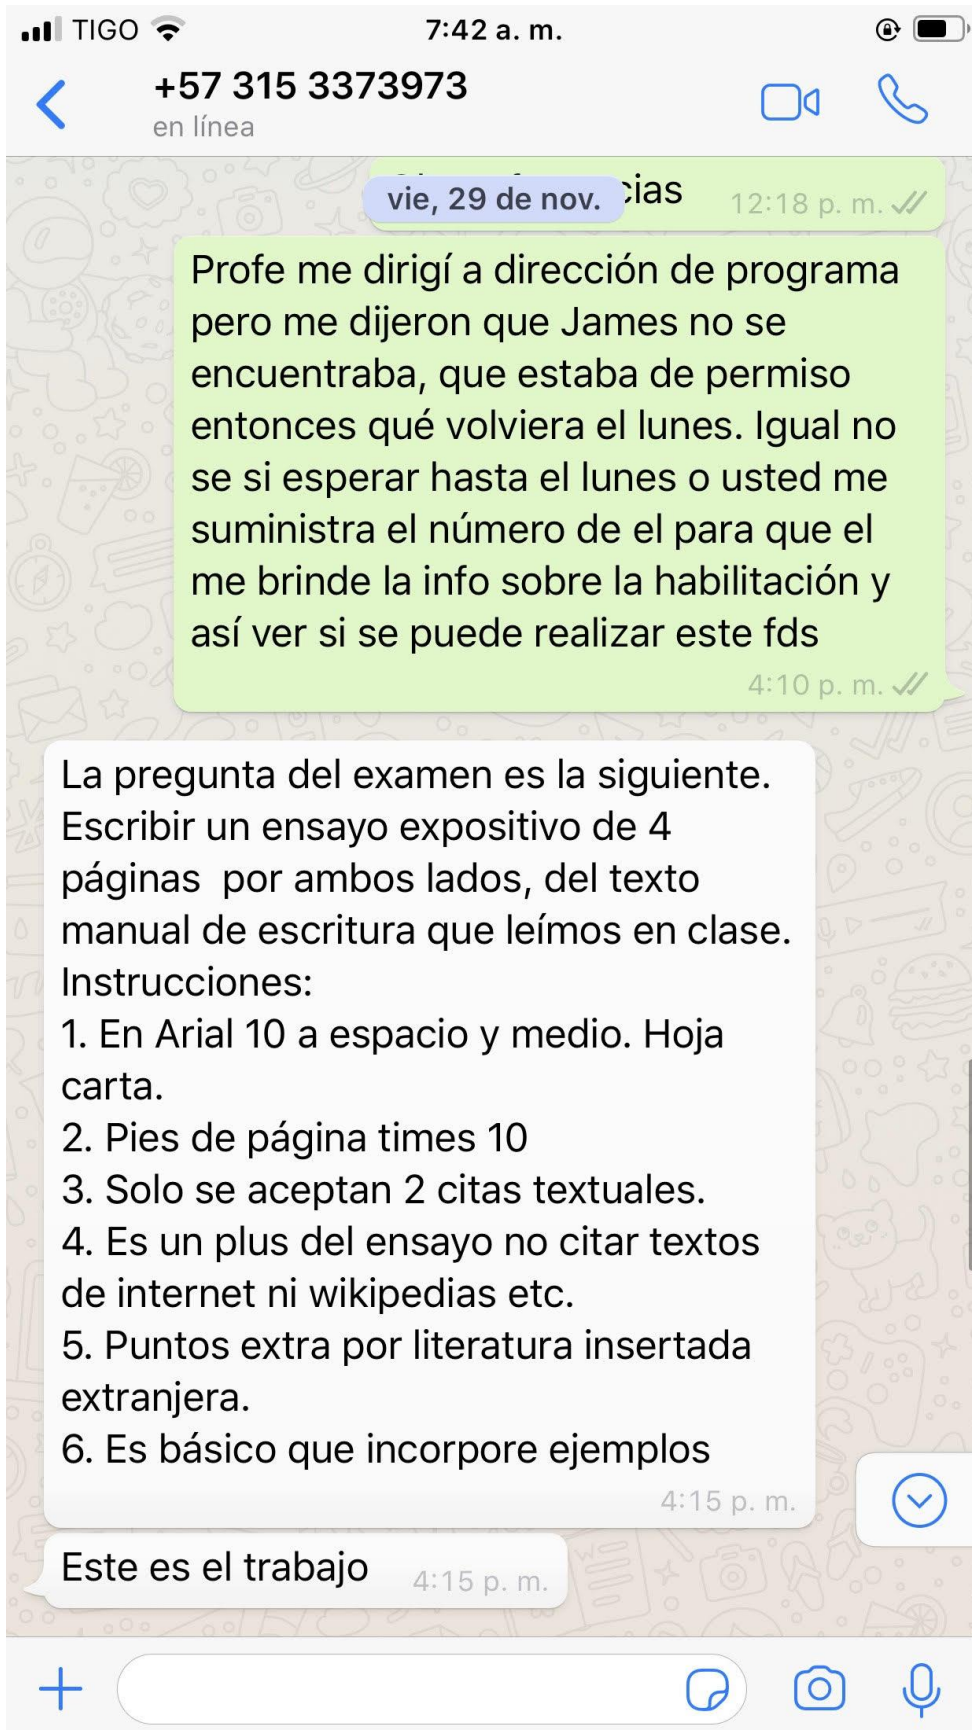 TIGO
7:42 a. m.
+57 315 3373973
en línea
vie, 29 de nov.
12:18 p. m.
Profe me dirigí a dirección de programa
pero me dijeron que James no se
encuentraba, que estaba de permiso
entonces qué volviera el lunes. Igual no
se si esperar hasta el lunes o usted me
suministra el número de el para que el
me brinde la info sobre la habilitación y
así ver si se puede realizar este fds
4:10 p. m.
La pregunta del examen es la siguiente.
Escribir un ensayo expositivo de 4
páginas  por ambos lados, del texto
manual de escritura que leímos en clase.
Instrucciones:
1. En Arial 10 a espacio y medio. Hoja
carta.
2. Pies de página times 10
3. Solo se aceptan 2 citas textuales.
4. Es un plus del ensayo no citar textos
de internet ni wikipedias etc.
5. Puntos extra por literatura insertada
extranjera.
6. Es básico que incorpore ejemplos
4:15 p. m.
Este es el trabajo
4:15 p. m.